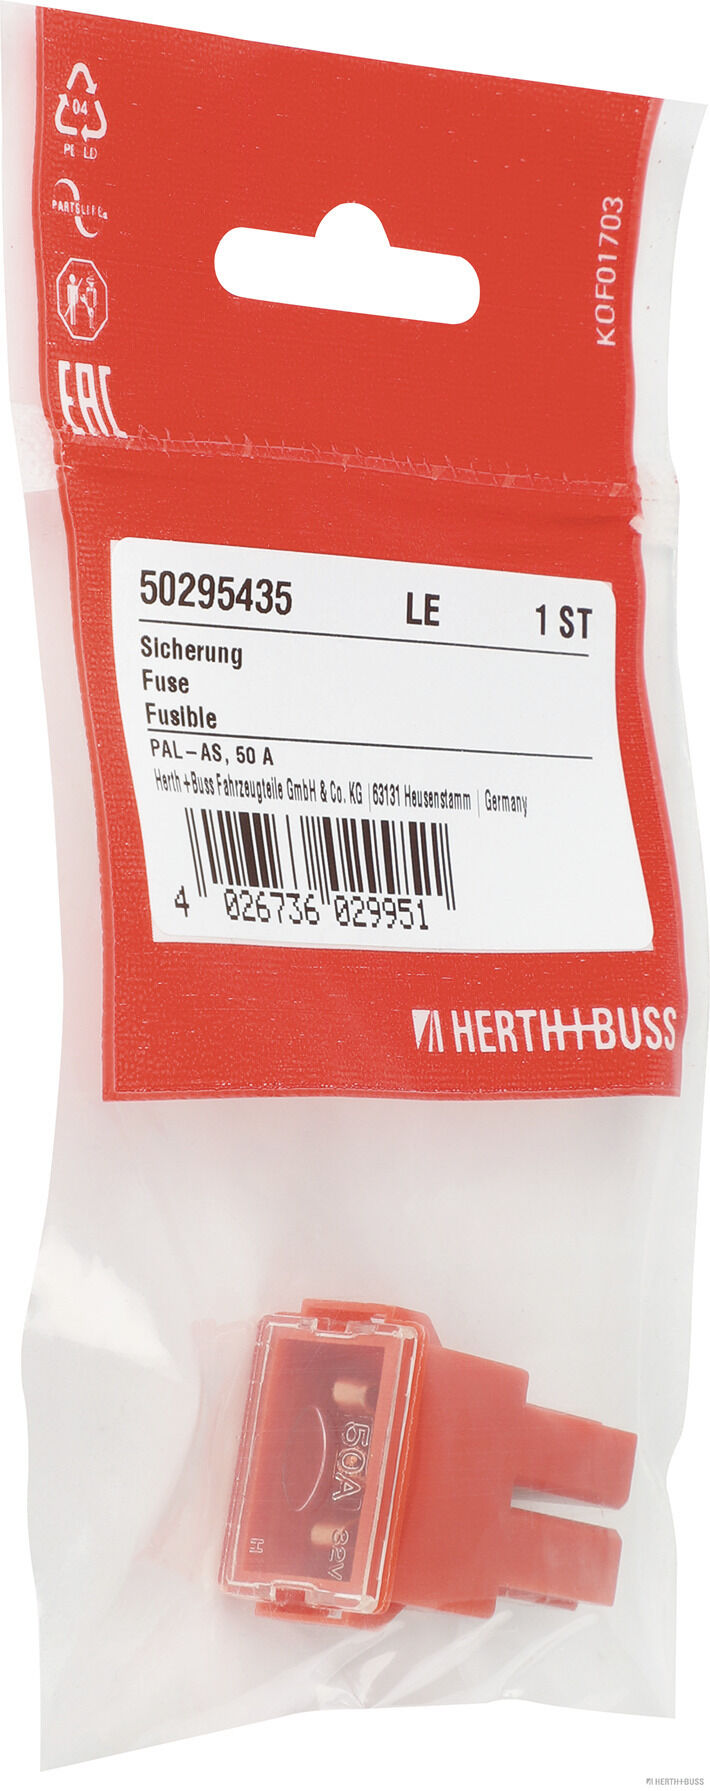 04
PE LD
PARTSLIFE
EAC
KOF01703
50295435 LE 1 ST
Sicherung
Fuse
Fusible
PAL-AS, 50 A
Herth+Buss Fahrzeugteile GmbH & Co. KG | 63131 Heusenstamm | Germany
4 026736 029951
HERTH+BUSS
50A 32V
H
HERTH+BUSS